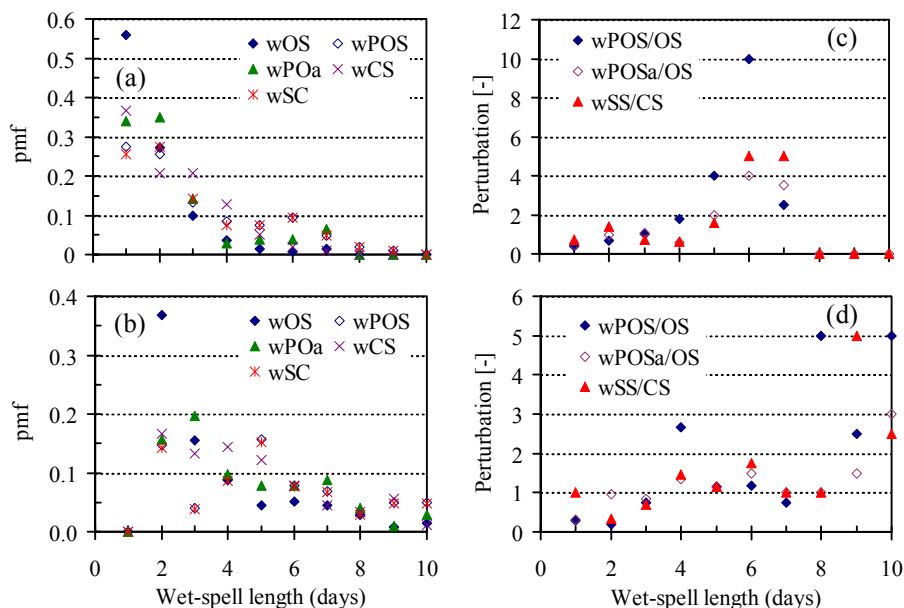 0.6
0.5
0.4
0.3
0.2
0.1
0
pmf
(a)
wOS
wPOS
wPOa
wCS
wSC
12
10
8
6
4
2
0
Perturbation [-]
(c)
wPOS/OS
wPOSa/OS
wSS/CS
0.4
0.3
0.2
0.1
0.0
pmf
(b)
wOS
wPOS
wPOa
wCS
wSC
0 2 4 6 8 10
Wet-spell length (days)
6
5
4
3
2
1
0
Perturbation [-]
(d)
wPOS/OS
wPOSa/OS
wSS/CS
0 2 4 6 8 10
Wet-spell length (days)